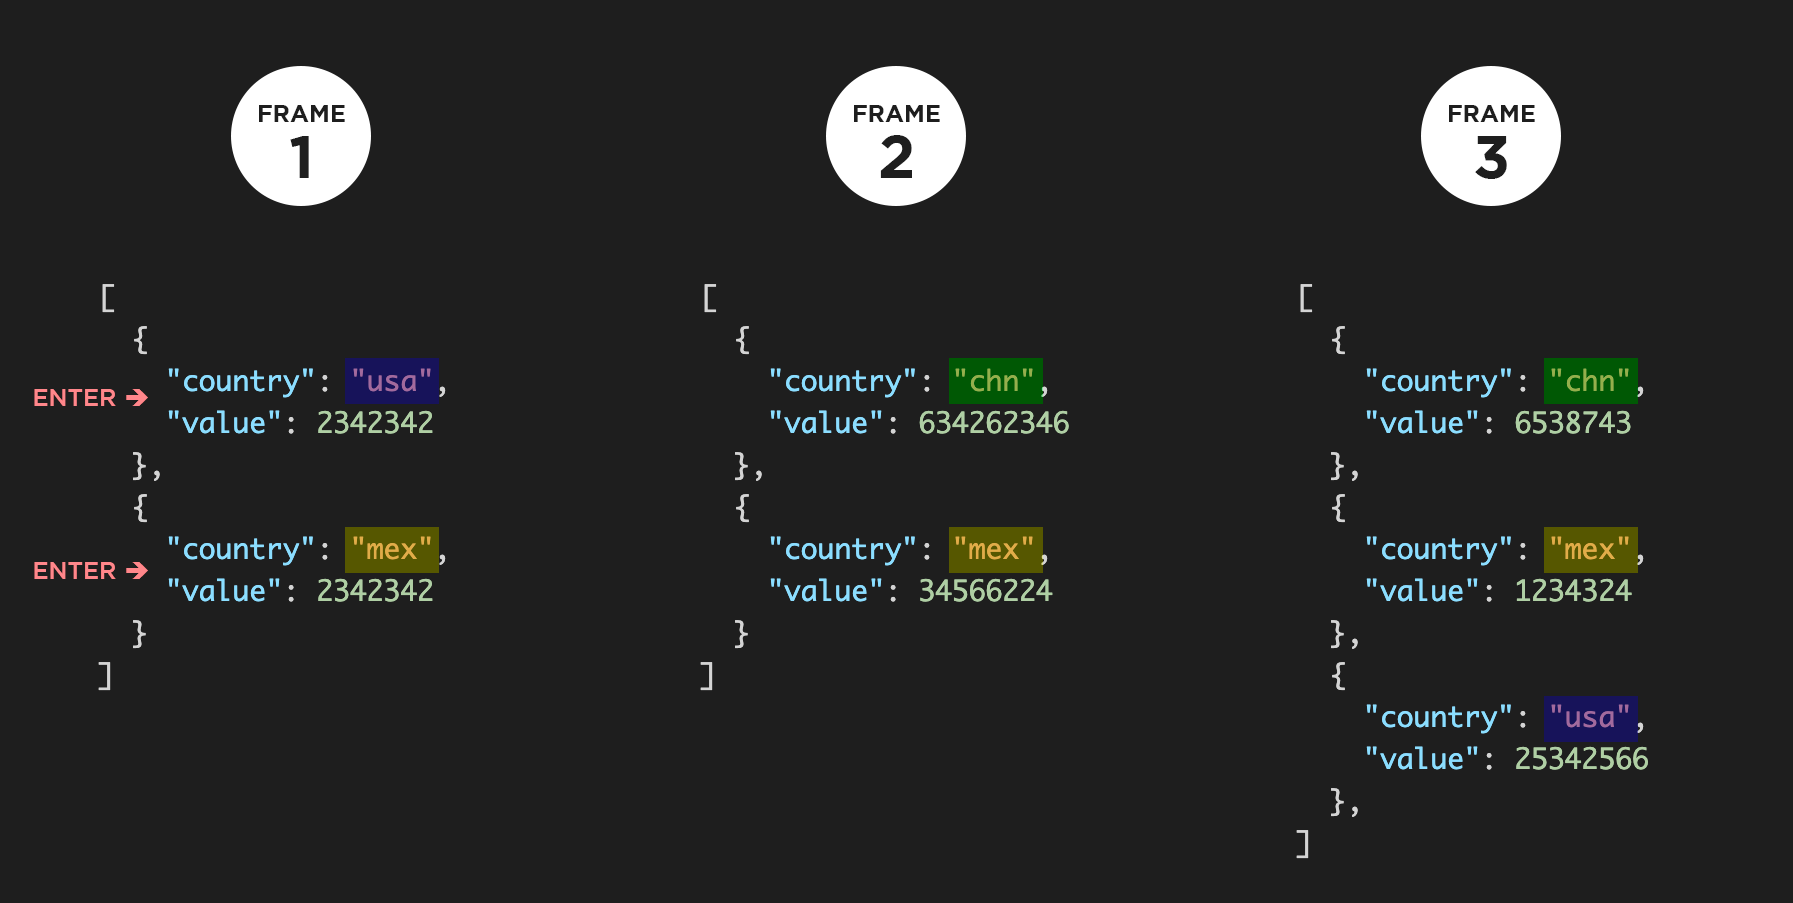 FRAME
1
[
{
"country": "usa",
ENTER ➔
"value": 2342342
},
{
"country": "mex",
ENTER ➔
"value": 2342342
}
]
FRAME
2
[
{
"country": "chn",
"value": 634262346
},
{
"country": "mex",
"value": 34566224
}
]
FRAME
3
[
{
"country": "chn",
"value": 6538743
},
{
"country": "mex",
"value": 1234324
},
{
"country": "usa",
"value": 25342566
},
]